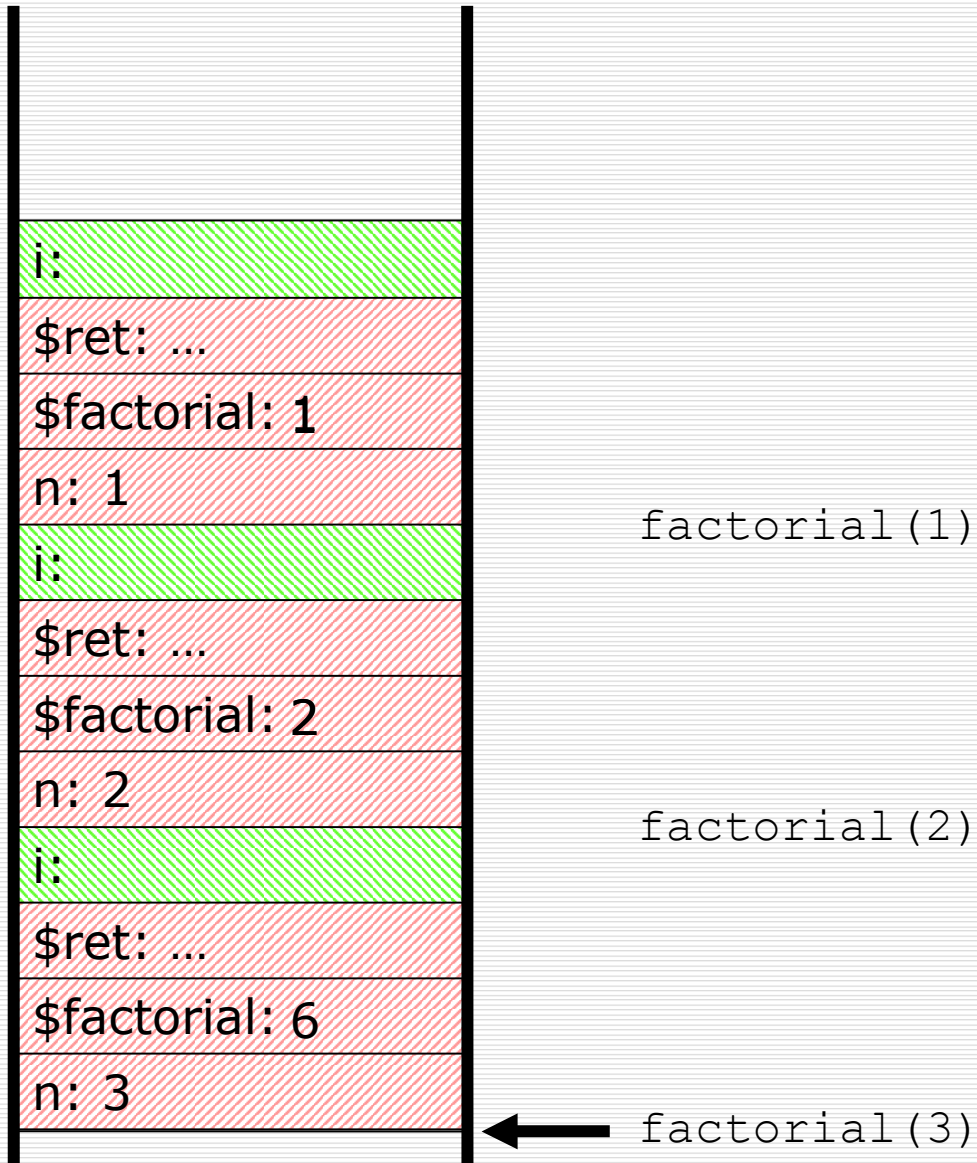 i:
$ret: …
$factorial: 1
n: 1
factorial(1)
i:
$ret: …
$factorial: 2
n: 2
factorial(2)
i:
$ret: …
$factorial: 6
n: 3
factorial(3)